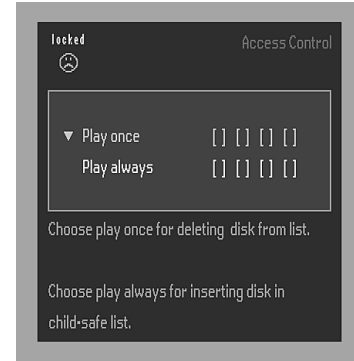 locked
Access Control
▼ Play once [ ] [ ] [ ] [ ]
Play always [ ] [ ] [ ] [ ]
Choose play once for deleting disk from list.
Choose play always for inserting disk in
child-safe list.